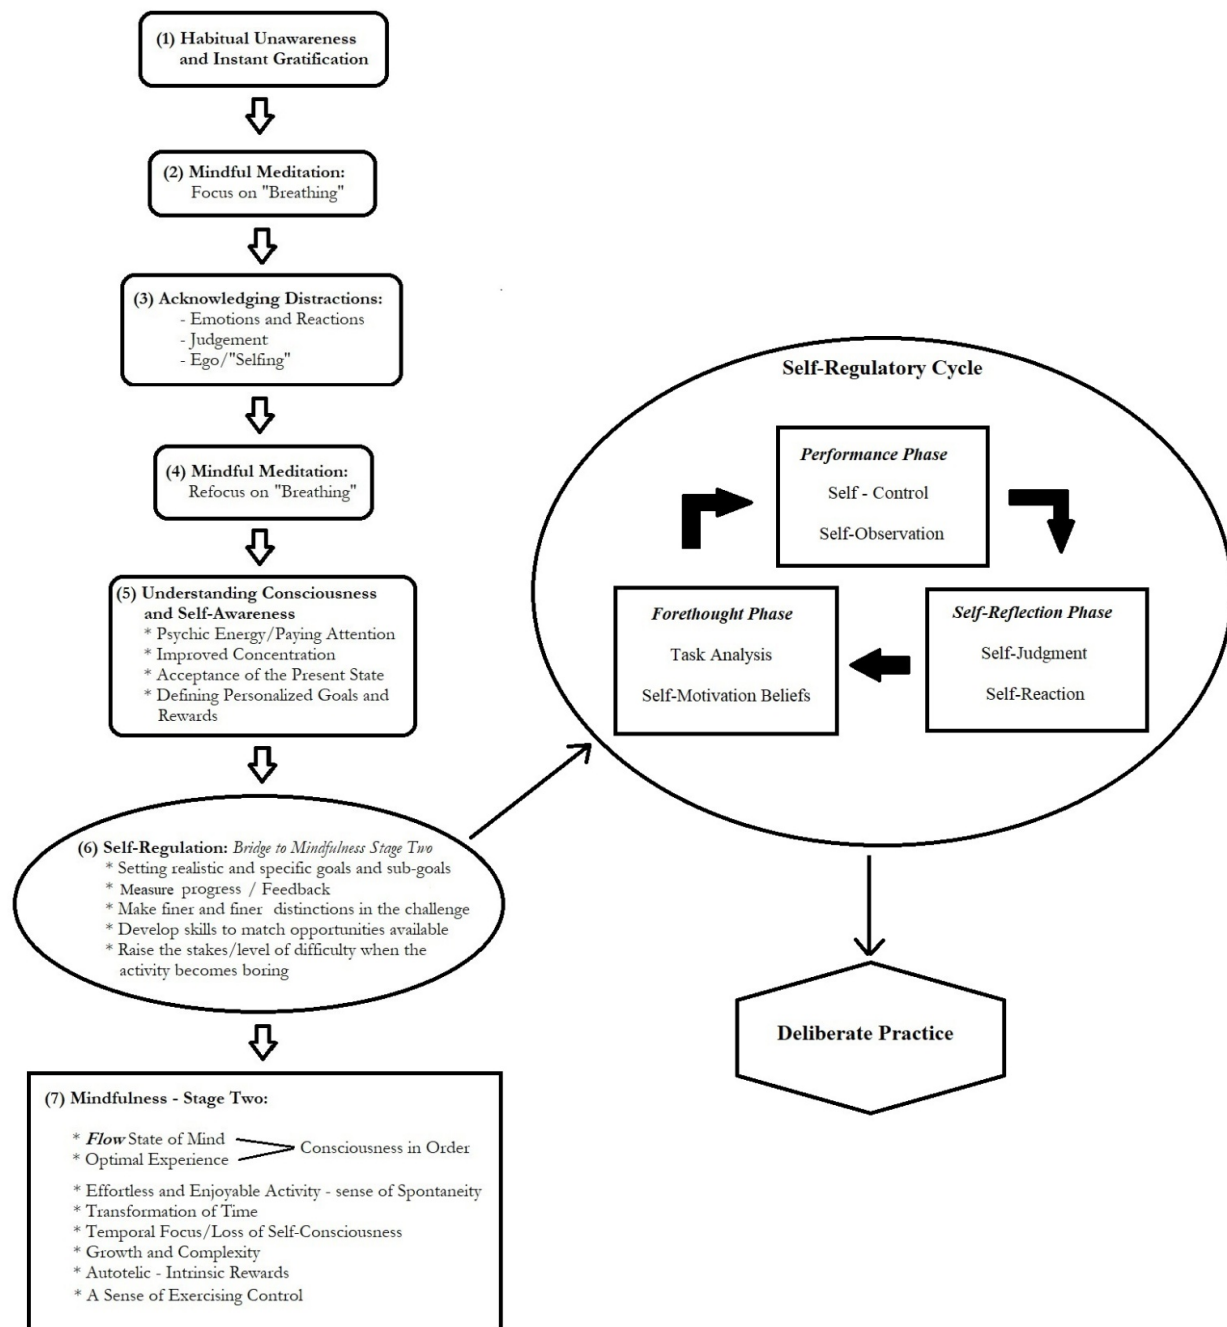 (1) Habitual Unawareness
and Instant Gratification
(2) Mindful Meditation:
Focus on "Breathing"
(3) Acknowledging Distractions:
- Emotions and Reactions
- Judgement
- Ego/"Selfing"
(4) Mindful Meditation:
Refocus on "Breathing"
(5) Understanding Consciousness
and Self-Awareness
* Psychic Energy/Paying Attention
* Improved Concentration
* Acceptance of the Present State
* Defining Personalized Goals and
Rewards
(6) Self-Regulation: Bridge to Mindfulness Stage Two
* Setting realistic and specific goals and sub-goals
* Measure progress / Feedback
* Make finer and finer distinctions in the challenge
* Develop skills to match opportunities available
* Raise the stakes/level of difficulty when the
activity becomes boring
(7) Mindfulness - Stage Two:
* Flow State of Mind
* Optimal Experience
Consciousness in Order
* Effortless and Enjoyable Activity - sense of Spontaneity
* Transformation of Time
* Temporal Focus/Loss of Self-Consciousness
* Growth and Complexity
* Autotelic - Intrinsic Rewards
* A Sense of Exercising Control
Self-Regulatory Cycle
Performance Phase
Self - Control
Self-Observation
Forethought Phase
Task Analysis
Self-Motivation Beliefs
Self-Reflection Phase
Self-Judgment
Self-Reaction
Deliberate Practice